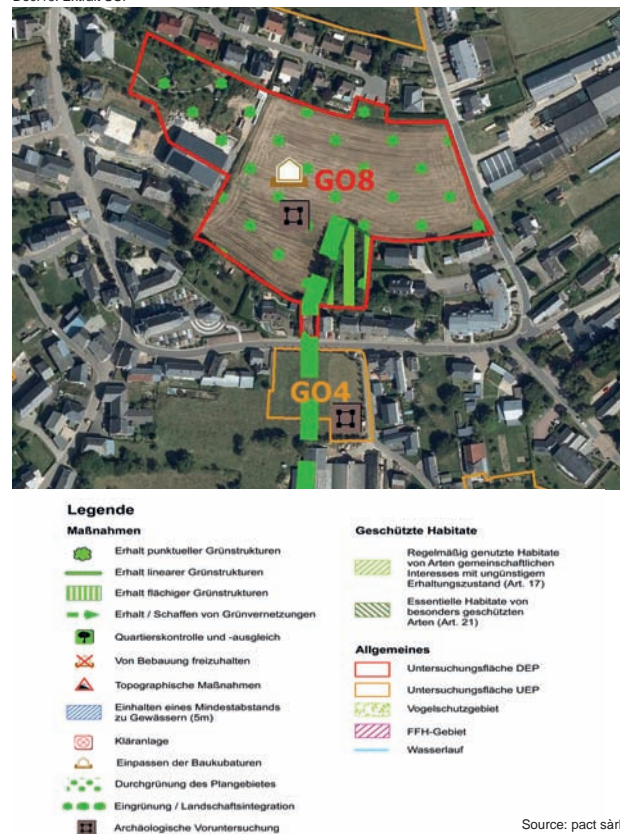 GO8
GO4
Legende
Maßnahmen
Erhalt punktueller Grünstrukturen
Erhalt linearer Grünstrukturen
Erhalt flächiger Grünstrukturen
Erhalt / Schaffen von Grünvernetzungen
Quartierskontrolle und -ausgleich
Von Bebauung freizuhalten
Topographische Maßnahmen
Einhalten eines Mindestabstands
zu Gewässern (5m)
Kläranlage
Einpassen der Baukubaturen
Durchgrünung des Plangebietes
Eingrünung / Landschaftsintegration
Archäologische Voruntersuchung
Geschützte Habitate
Regelmäßig genutzte Habitate
von Arten gemeinschaftlichen
Interesses mit ungünstigem
Erhaltungszustand (Art. 17)
Essentielle Habitate von
besonders geschützten
Arten (Art. 21)
Allgemeines
Untersuchungsfläche DEP
Untersuchungsfläche UEP
Vogelschutzgebiet
FFH-Gebiet
Wasserlauf
Source: pact sàrl